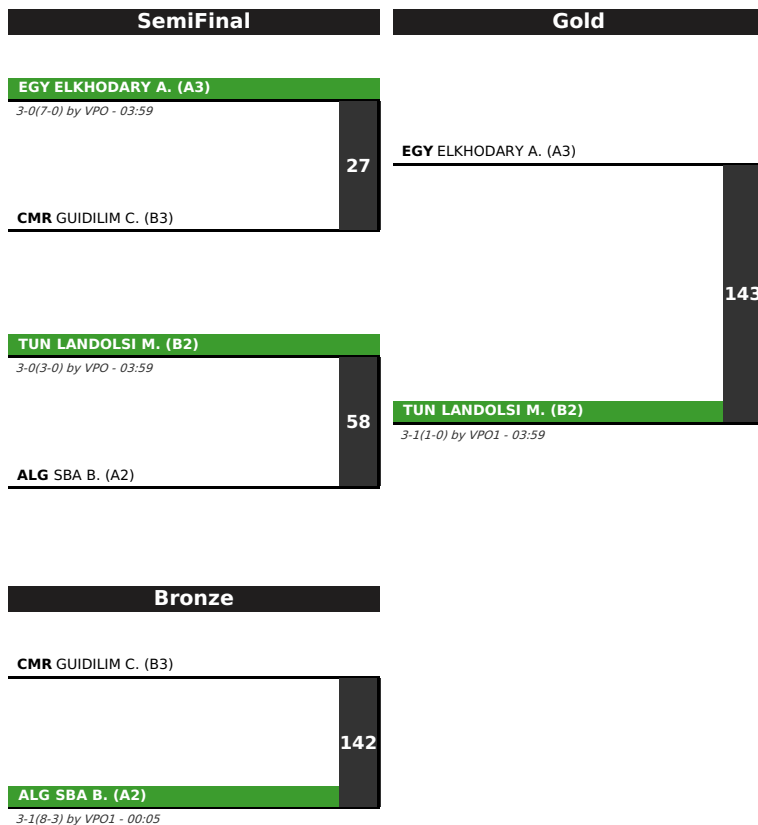 SemiFinal
EGY ELKHODARY A. (A3)
3-0(7-0) by VPO - 03:59
27
CMR GUIDILIM C. (B3)
TUN LANDOLSI M. (B2)
3-0(3-0) by VPO - 03:59
58
ALG SBA B. (A2)
Gold
EGY ELKHODARY A. (A3)
143
TUN LANDOLSI M. (B2)
3-1(1-0) by VPO1 - 03:59
Bronze
CMR GUIDILIM C. (B3)
142
ALG SBA B. (A2)
3-1(8-3) by VPO1 - 00:05